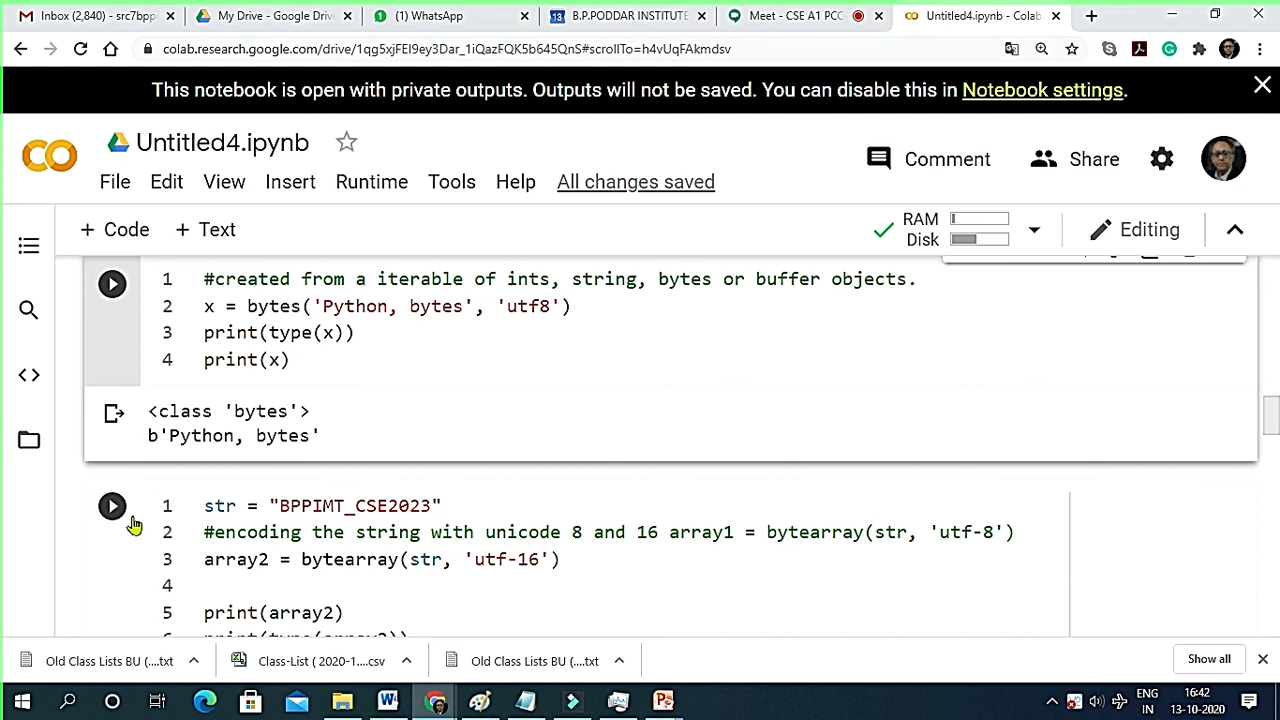 Inbox (2,840) - src7bpp
My Drive - Google Drive
(1) WhatsApp
B.P.PODDAR INSTITUTE
Meet - CSE A1 PCC
Untitled4.ipynb - Colab
colab.research.google.com/drive/1qg5xjFEI9ey3Dar_1iQazFQK5b645QnS#scrollTo=h4vUqFAkmdsv
This notebook is open with private outputs. Outputs will not be saved. You can disable this in Notebook settings.
CO
Untitled4.ipynb
Comment
Share
File Edit View Insert Runtime Tools Help All changes saved
+ Code + Text
RAM
Disk
Editing
1 #created from a iterable of ints, string, bytes or buffer objects.
2 x = bytes('Python, bytes', 'utf8')
3 print(type(x))
4 print(x)
<class 'bytes'>
b'Python, bytes'
1 str = "BPPIMT_CSE2023"
2 #encoding the string with unicode 8 and 16 array1 = bytearray(str, 'utf-8')
3 array2 = bytearray(str, 'utf-16')
4
5 print(array2)
6 print(type(array2))
Old Class Lists BU (....txt
Class-List ( 2020-1....csv
Old Class Lists BU (....txt
Show all
ENG
IN
16:42
13-10-2020